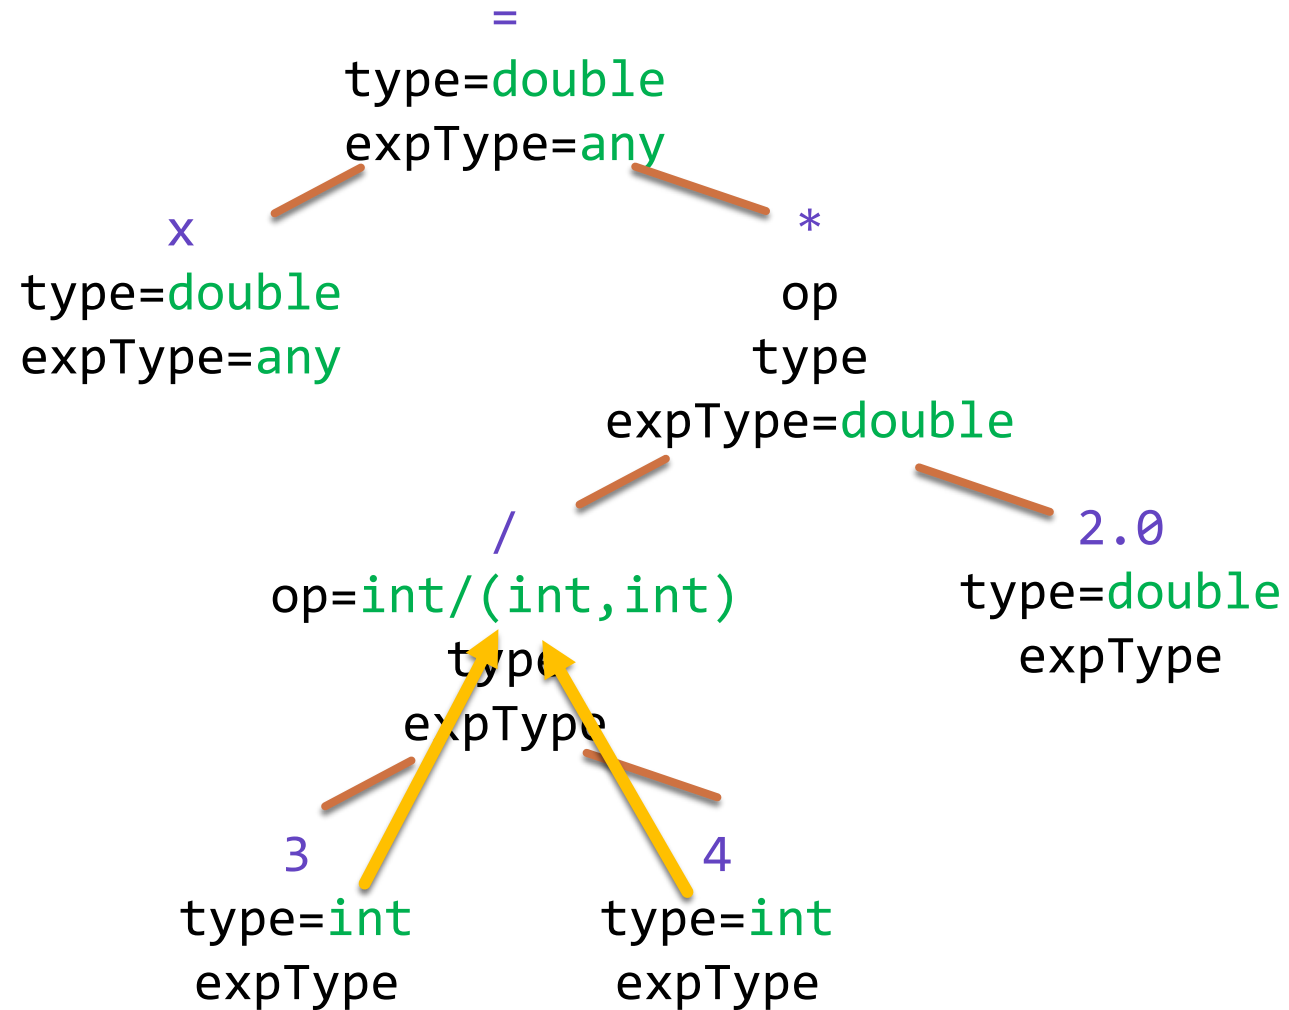 =
type=double
expType=any
x
type=double
expType=any
*
op
type
expType=double
/
op=int/(int,int)
type
expType
2.0
type=double
expType
3
type=int
expType
4
type=int
expType